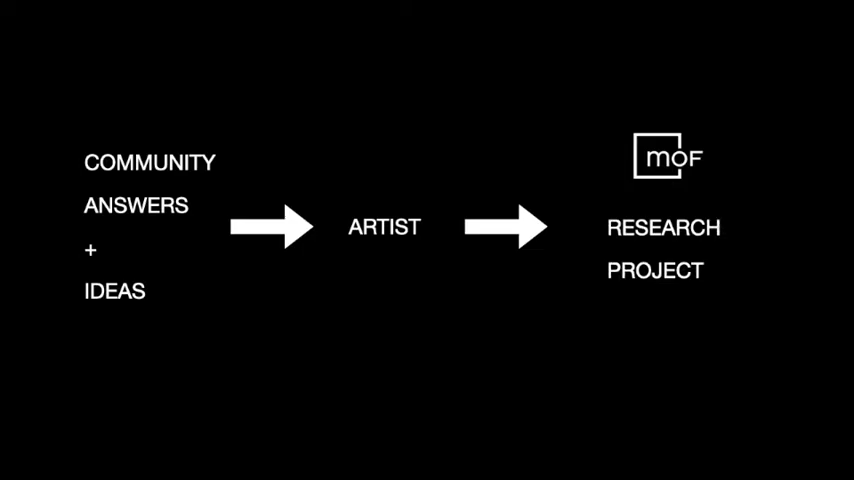 COMMUNITY
ANSWERS
+
IDEAS
ARTIST
mOF
RESEARCH
PROJECT